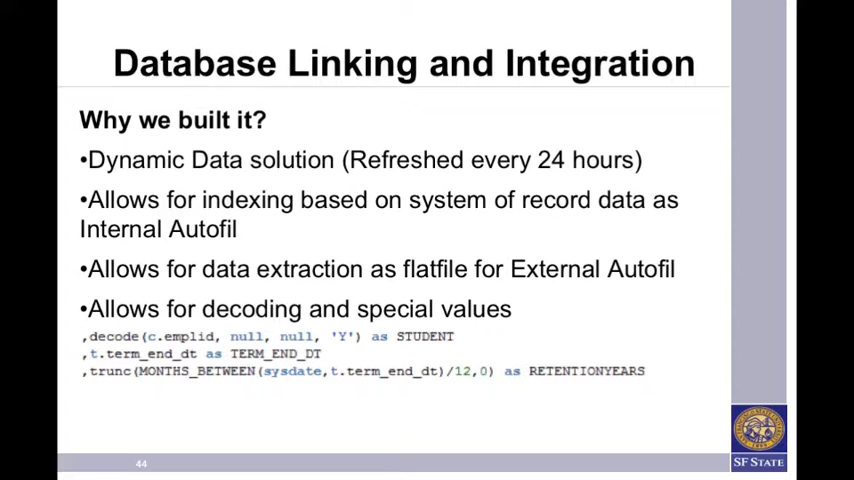 Database Linking and Integration
Why we built it?
•Dynamic Data solution (Refreshed every 24 hours)
•Allows for indexing based on system of record data as
Internal Autofil
•Allows for data extraction as flatfile for External Autofil
•Allows for decoding and special values
,decode(c.emplid, null, null, 'Y') as STUDENT
,t.term_end_dt as TERM_END_DT
,trunc(MONTHS_BETWEEN(sysdate,t.term_end_dt)/12,0) as RETENTIONYEARS
SF STATE
44